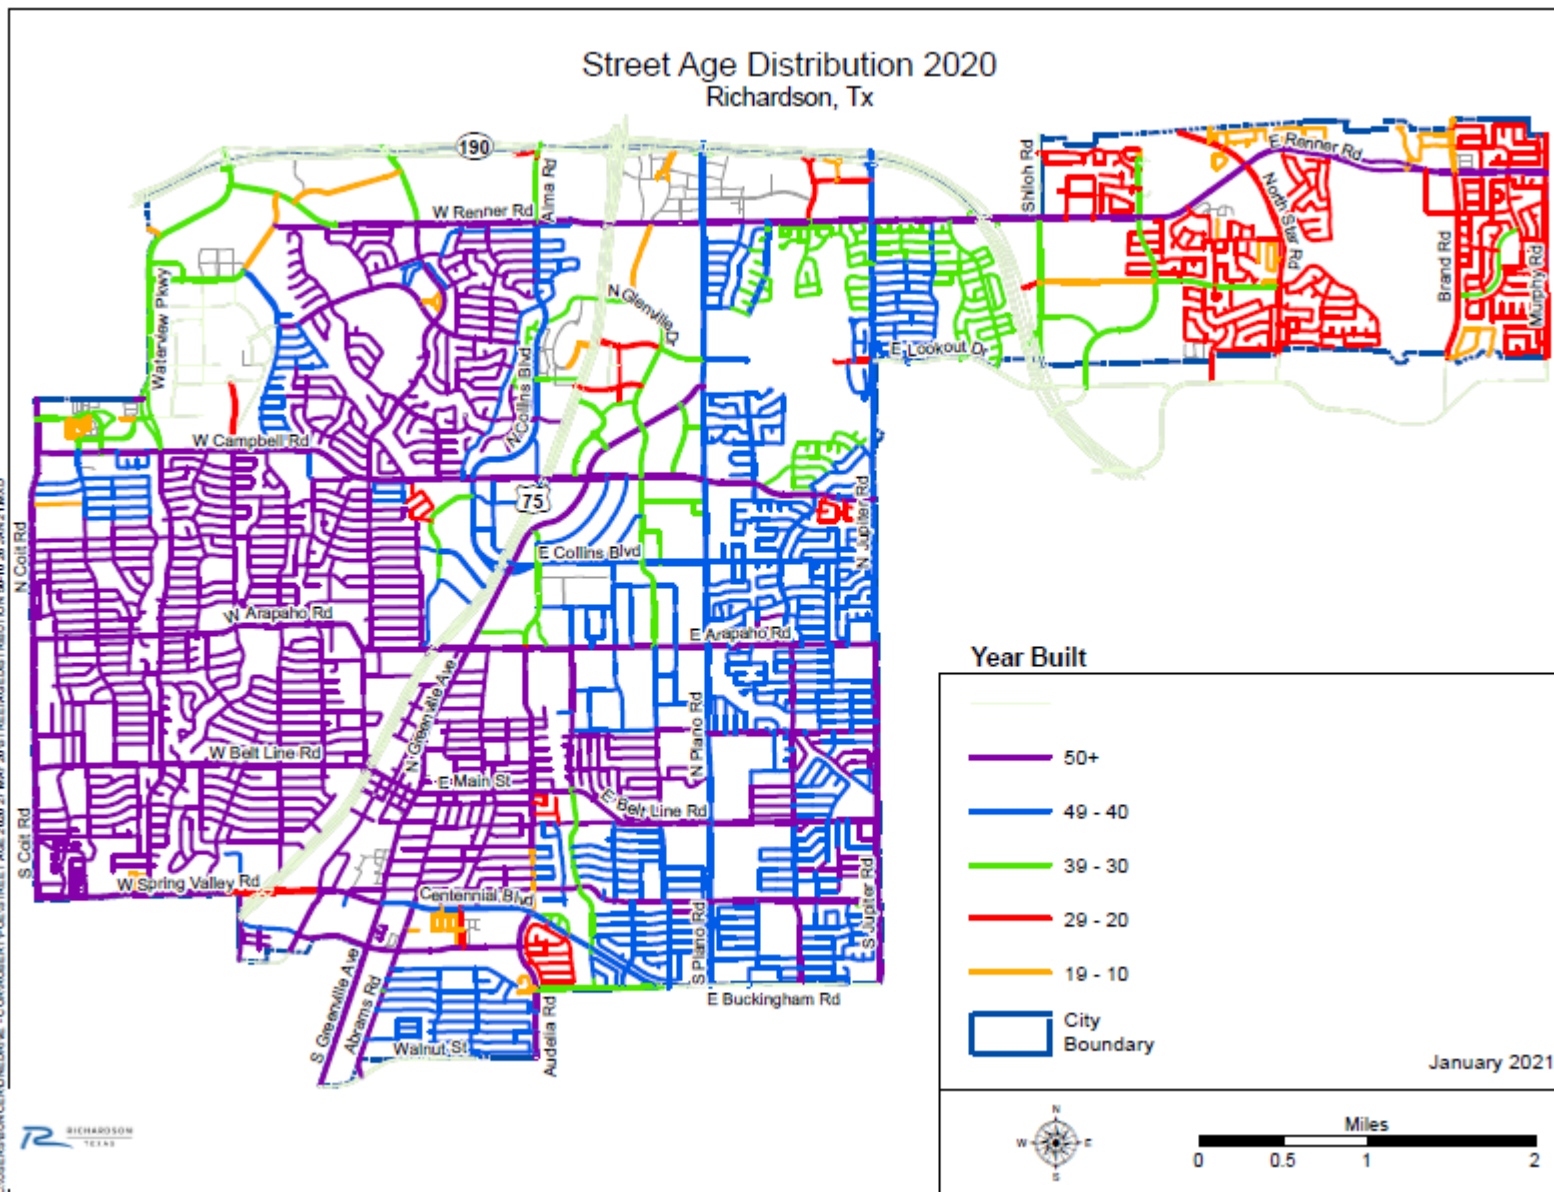 Street Age Distribution 2020
Richardson, Tx
190
Alma Rd
W Renner Rd
Shiloh Rd
E Renner Rd
North Star Rd
Brand Rd
Murphy Rd
Waterview Pkwy
N Glenville Dr
N Collins Blvd
E Lookout Dr
W Campbell Rd
75
N Coit Rd
E Collins Blvd
N Jupiter Rd
W Arapaho Rd
E Arapaho Rd
N Greenville Ave
N Plano Rd
W Belt Line Rd
E Main St
E Belt Line Rd
S Coit Rd
W Spring Valley Rd
Centennial Blvd
S Plano Rd
S Jupiter Rd
S Greenville Ave
Abrams Rd
E Buckingham Rd
Walnut St
Audelia Rd
Year Built
50+
49 - 40
39 - 30
29 - 20
19 - 10
City
Boundary
January 2021
N
W
E
S
Miles
0 0.5 1 2
RICHARDSON
TEXAS